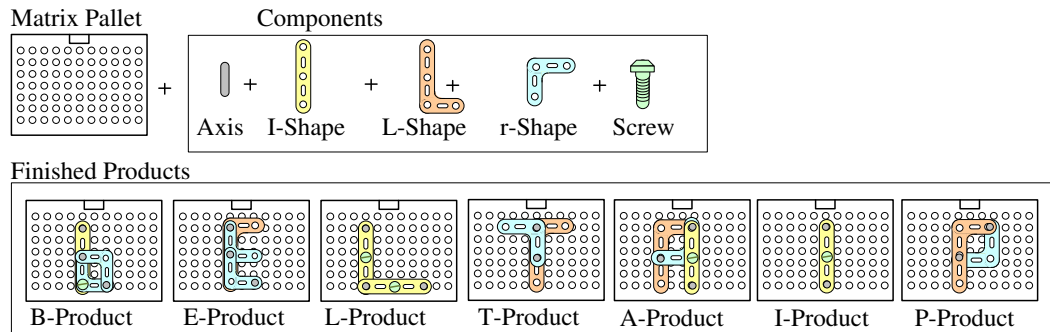 Matrix Pallet
Components
+ + + + +
Axis I-Shape L-Shape r-Shape Screw
Finished Products
B-Product E-Product L-Product T-Product A-Product I-Product P-Product